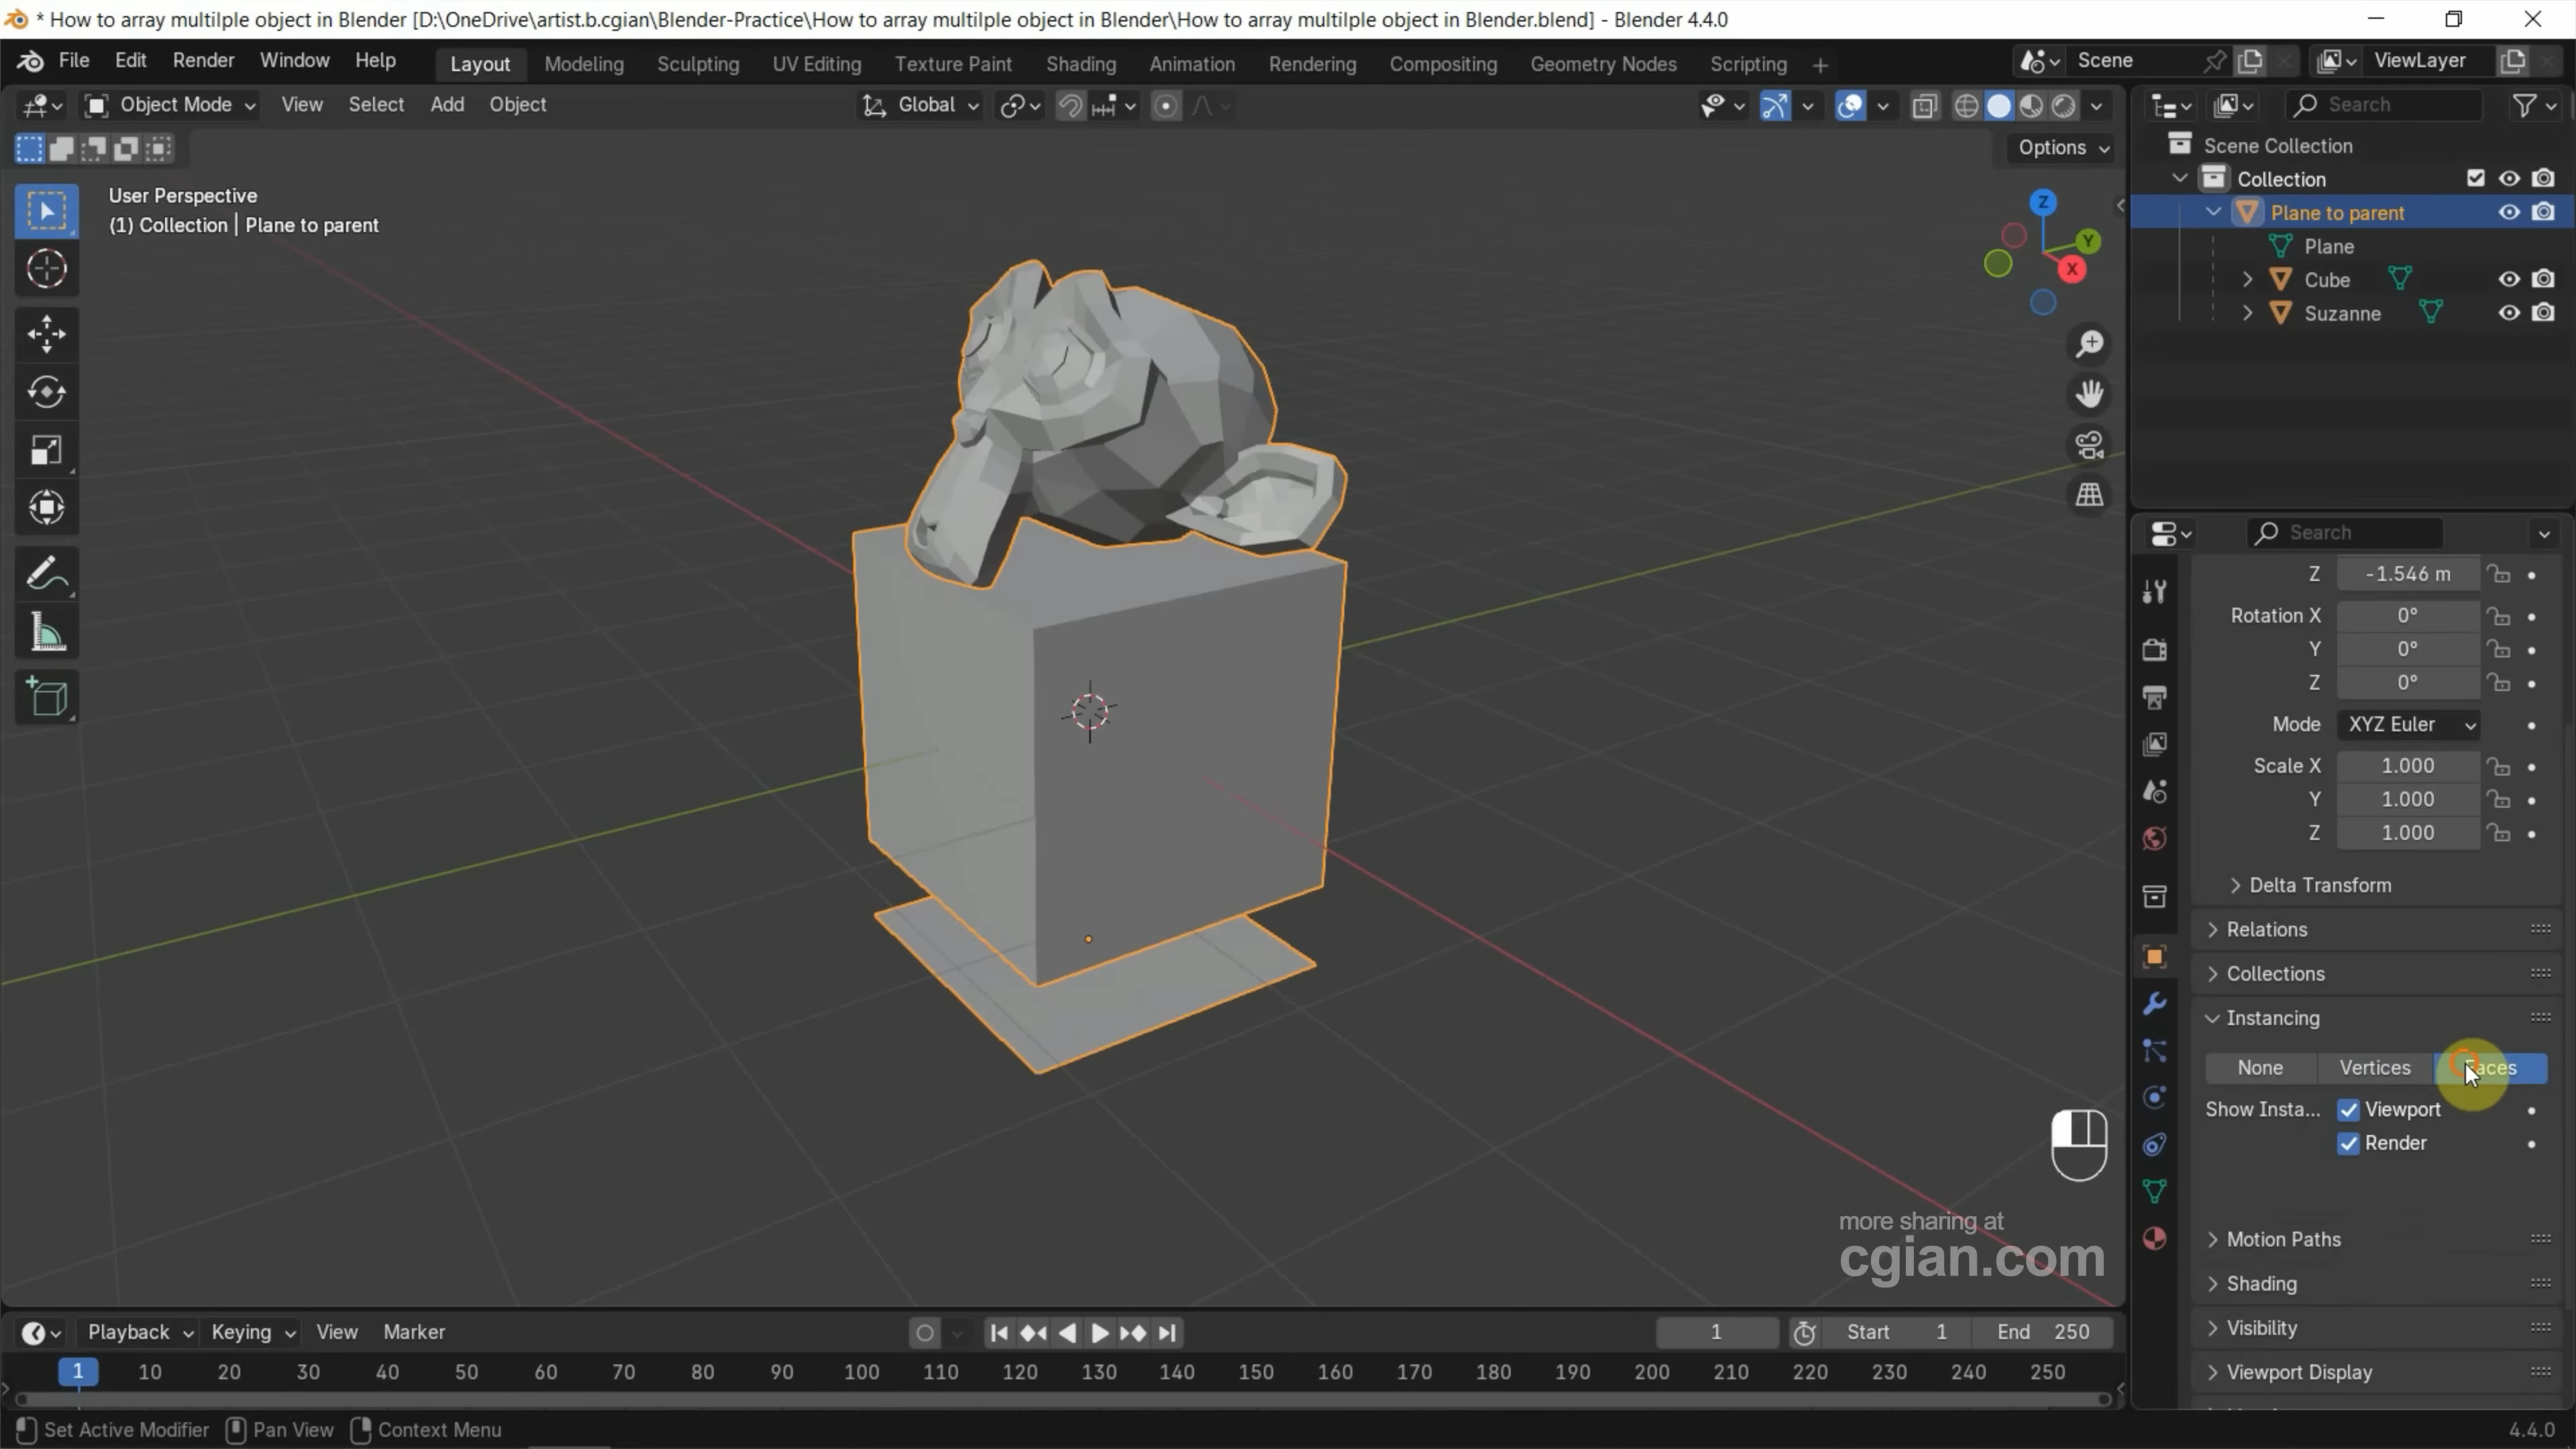 * How to array multilple object in Blender [D:\OneDrive\artist.b.cgian\Blender-Practice\How to array multilple object in Blender\How to array multilple object in Blender.blend] - Blender 4.4.0
File Edit Render Window Help Layout Modeling Sculpting UV Editing Texture Paint Shading Animation Rendering Compositing Geometry Nodes Scripting + Scene ViewLayer
Object Mode View Select Add Object Global Search
Options
User Perspective
(1) Collection | Plane to parent
Z
Y
X
Scene Collection
Collection
Plane to parent
Plane
Cube
Suzanne
Search
Z -1.546 m
Rotation X 0°
Y 0°
Z 0°
Mode XYZ Euler
Scale X 1.000
Y 1.000
Z 1.000
Delta Transform
Relations
Collections
Instancing
None Vertices
Show Insta... Viewport
Render
Motion Paths
Shading
Visibility
Viewport Display
more sharing at
cgian.com
Playback Keying View Marker 1 Start 1 End 250
1 10 20 30 40 50 60 70 80 90 100 110 120 130 140 150 160 170 180 190 200 210 220 230 240 250
Set Active Modifier Pan View Context Menu 4.4.0